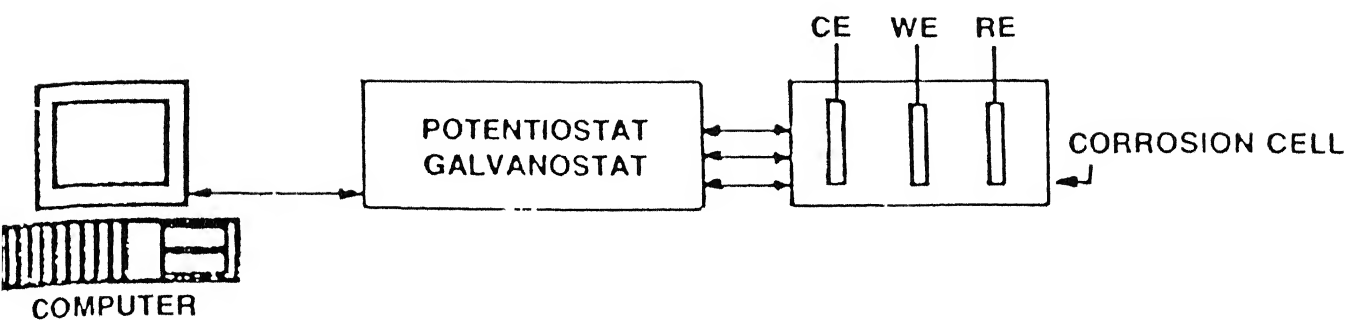 CE WE RE
POTENTIOSTAT
GALVANOSTAT
CORROSION CELL
COMPUTER